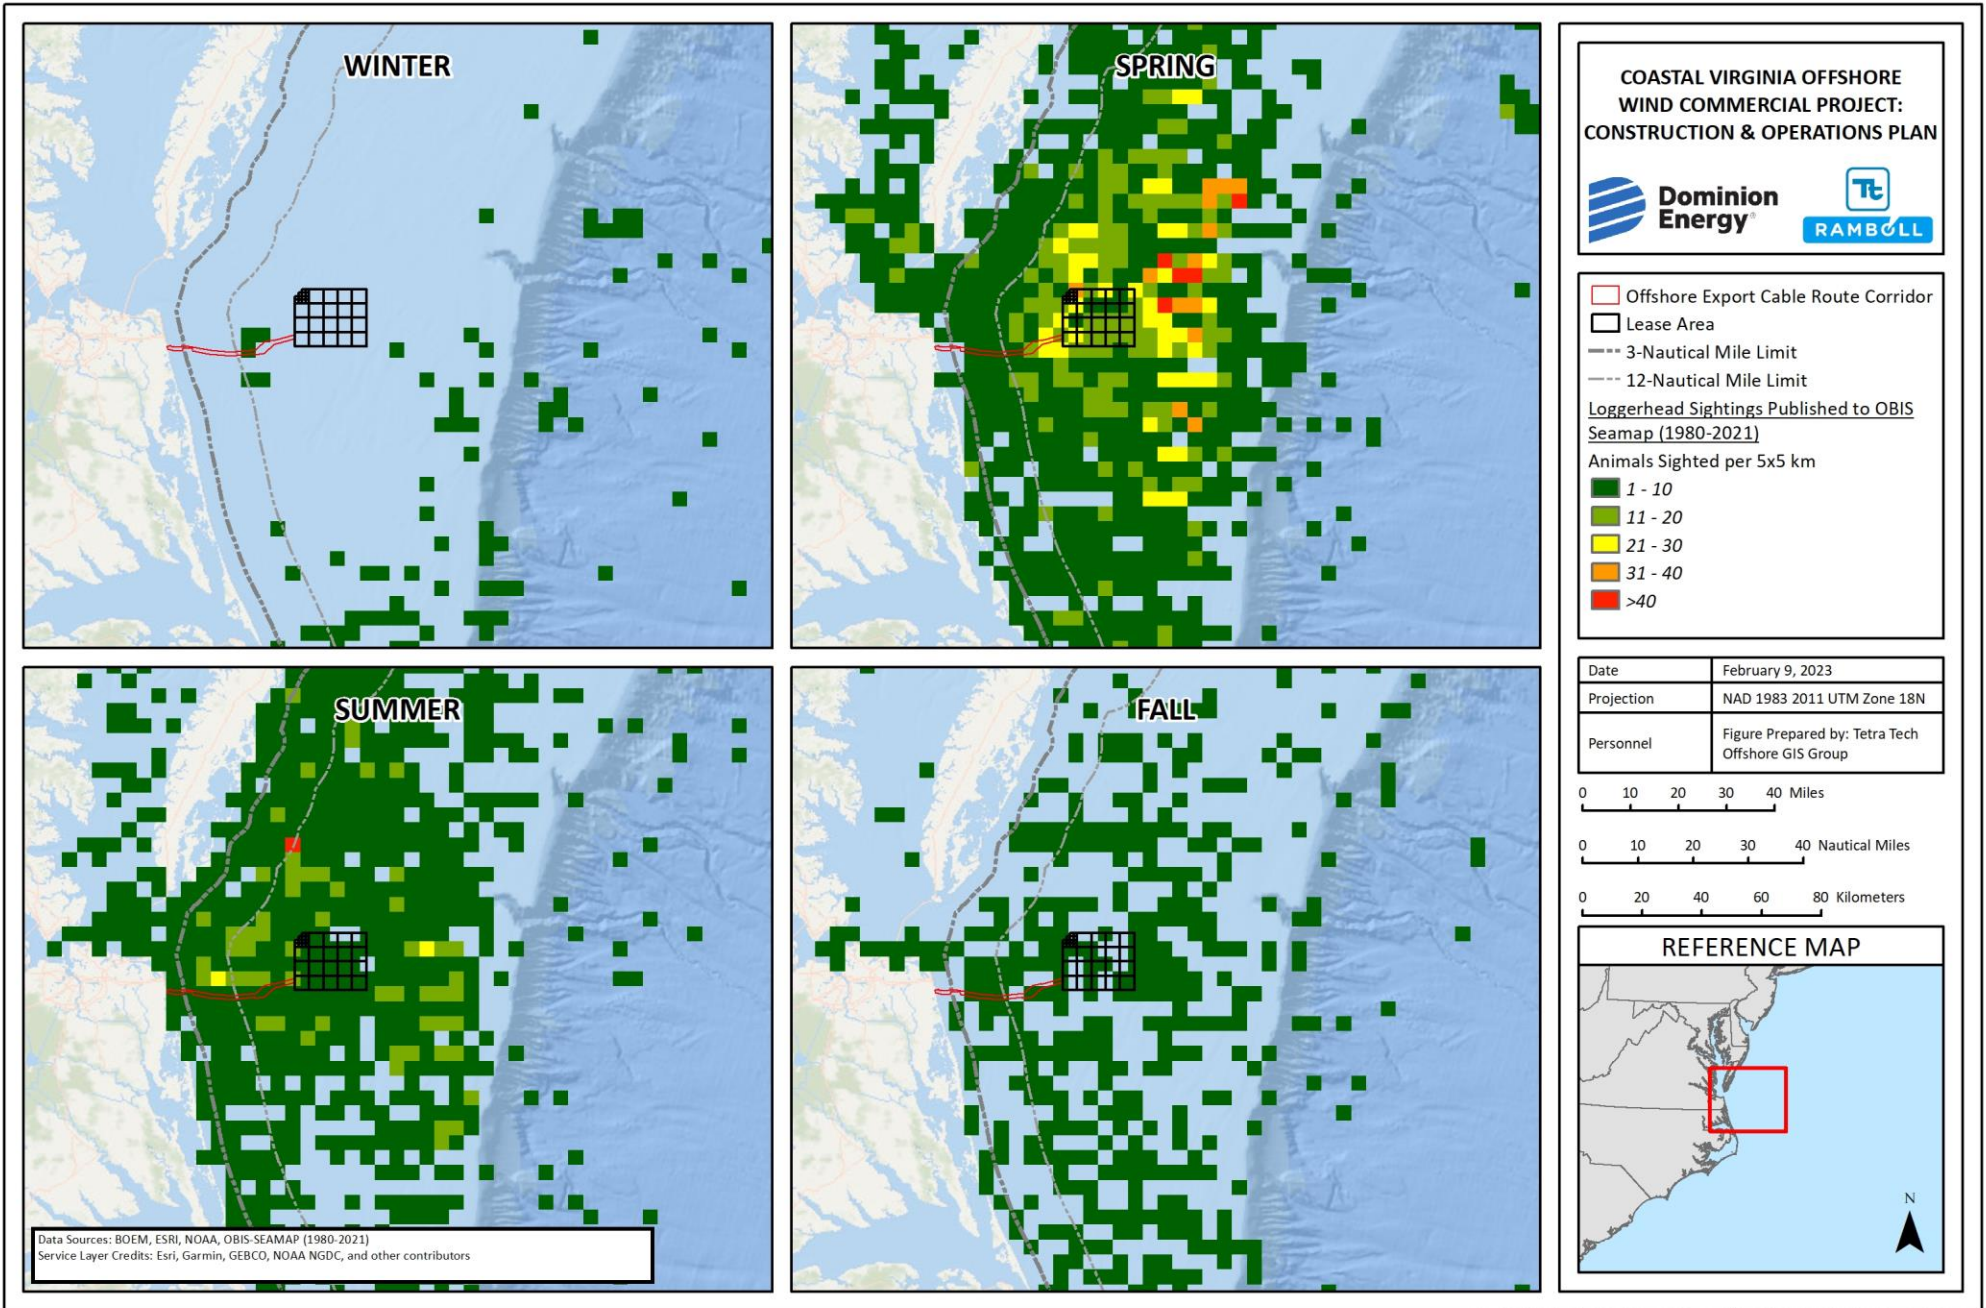 WINTER
SPRING
SUMMER
FALL
Data Sources: BOEM, ESRI, NOAA, OBIS-SEAMAP (1980-2021)
Service Layer Credits: Esri, Garmin, GEBCO, NOAA NGDC, and other contributors
COASTAL VIRGINIA OFFSHORE
WIND COMMERCIAL PROJECT:
CONSTRUCTION & OPERATIONS PLAN
Dominion
Energy®
Tt
RAMBOLL
Offshore Export Cable Route Corridor
Lease Area
3-Nautical Mile Limit
12-Nautical Mile Limit
Loggerhead Sightings Published to OBIS
Seamap (1980-2021)
Animals Sighted per 5x5 km
1 - 10
11 - 20
21 - 30
31 - 40
>40
Date February 9, 2023
Projection NAD 1983 2011 UTM Zone 18N
Personnel Figure Prepared by: Tetra Tech
Offshore GIS Group
0 10 20 30 40 Miles
0 10 20 30 40 Nautical Miles
0 20 40 60 80 Kilometers
REFERENCE MAP
N